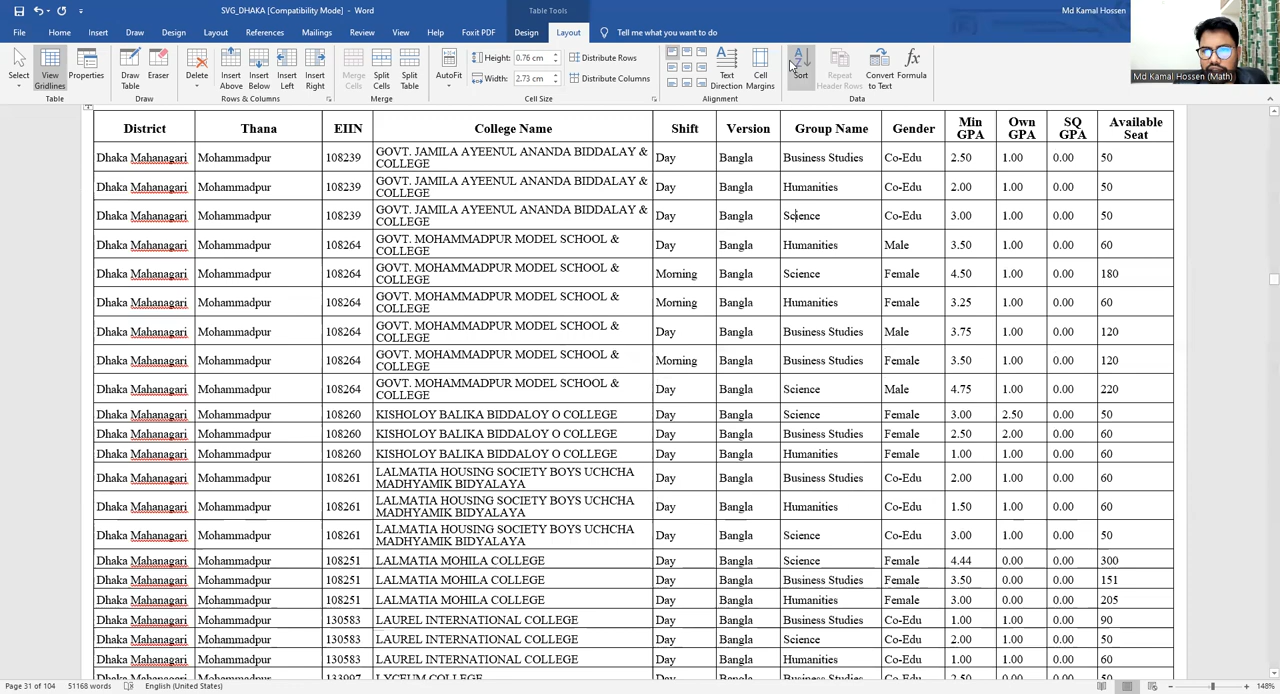 SVG_DHAKA [Compatibility Mode] - Word
Table Tools
Md Kamal Hossen
File Home Insert Draw Design Layout References Mailings Review View Help Foxit PDF Design Layout Tell me what you want to do
Md Kamal Hossen (Math)
Select View Gridlines Properties Draw Table Eraser Delete Insert Above Insert Below Insert Left Insert Right Merge Cells Split Cells Split Table AutoFit Height: 0.76 cm Width: 2.73 cm Distribute Rows Distribute Columns Text Direction Cell Margins Sort Repeat Header Rows Convert to Text Formula
Table Draw Rows & Columns Merge Cell Size Alignment Data
District Thana EIIN College Name Shift Version Group Name Gender Min GPA Own GPA SQ GPA Available Seat
Dhaka Mahanagari Mohammadpur 108239 GOVT. JAMILA AYEENUL ANANDA BIDDALAY & COLLEGE Day Bangla Business Studies Co-Edu 2.50 1.00 0.00 50
Dhaka Mahanagari Mohammadpur 108239 GOVT. JAMILA AYEENUL ANANDA BIDDALAY & COLLEGE Day Bangla Humanities Co-Edu 2.00 1.00 0.00 50
Dhaka Mahanagari Mohammadpur 108239 GOVT. JAMILA AYEENUL ANANDA BIDDALAY & COLLEGE Day Bangla Science Co-Edu 3.00 1.00 0.00 50
Dhaka Mahanagari Mohammadpur 108264 GOVT. MOHAMMADPUR MODEL SCHOOL & COLLEGE Day Bangla Humanities Male 3.50 1.00 0.00 60
Dhaka Mahanagari Mohammadpur 108264 GOVT. MOHAMMADPUR MODEL SCHOOL & COLLEGE Morning Bangla Science Female 4.50 1.00 0.00 180
Dhaka Mahanagari Mohammadpur 108264 GOVT. MOHAMMADPUR MODEL SCHOOL & COLLEGE Morning Bangla Humanities Female 3.25 1.00 0.00 60
Dhaka Mahanagari Mohammadpur 108264 GOVT. MOHAMMADPUR MODEL SCHOOL & COLLEGE Day Bangla Business Studies Male 3.75 1.00 0.00 120
Dhaka Mahanagari Mohammadpur 108264 GOVT. MOHAMMADPUR MODEL SCHOOL & COLLEGE Morning Bangla Business Studies Female 3.50 1.00 0.00 120
Dhaka Mahanagari Mohammadpur 108264 GOVT. MOHAMMADPUR MODEL SCHOOL & COLLEGE Day Bangla Science Male 4.75 1.00 0.00 220
Dhaka Mahanagari Mohammadpur 108260 KISHOLOY BALIKA BIDDALOY O COLLEGE Day Bangla Science Female 3.00 2.50 0.00 50
Dhaka Mahanagari Mohammadpur 108260 KISHOLOY BALIKA BIDDALOY O COLLEGE Day Bangla Business Studies Female 2.50 2.00 0.00 60
Dhaka Mahanagari Mohammadpur 108260 KISHOLOY BALIKA BIDDALOY O COLLEGE Day Bangla Humanities Female 1.00 1.00 0.00 60
Dhaka Mahanagari Mohammadpur 108261 LALMATIA HOUSING SOCIETY BOYS UCHCHA MADHYAMIK BIDYALAYA Day Bangla Business Studies Co-Edu 2.00 1.00 0.00 60
Dhaka Mahanagari Mohammadpur 108261 LALMATIA HOUSING SOCIETY BOYS UCHCHA MADHYAMIK BIDYALAYA Day Bangla Humanities Co-Edu 1.50 1.00 0.00 60
Dhaka Mahanagari Mohammadpur 108261 LALMATIA HOUSING SOCIETY BOYS UCHCHA MADHYAMIK BIDYALAYA Day Bangla Science Co-Edu 3.00 1.00 0.00 50
Dhaka Mahanagari Mohammadpur 108251 LALMATIA MOHILA COLLEGE Day Bangla Science Female 4.44 0.00 0.00 300
Dhaka Mahanagari Mohammadpur 108251 LALMATIA MOHILA COLLEGE Day Bangla Business Studies Female 3.50 0.00 0.00 151
Dhaka Mahanagari Mohammadpur 108251 LALMATIA MOHILA COLLEGE Day Bangla Humanities Female 3.00 0.00 0.00 205
Dhaka Mahanagari Mohammadpur 130583 LAUREL INTERNATIONAL COLLEGE Day Bangla Business Studies Co-Edu 1.00 1.00 0.00 90
Dhaka Mahanagari Mohammadpur 130583 LAUREL INTERNATIONAL COLLEGE Day Bangla Science Co-Edu 2.00 1.00 0.00 50
Dhaka Mahanagari Mohammadpur 130583 LAUREL INTERNATIONAL COLLEGE Day Bangla Humanities Co-Edu 1.00 1.00 0.00 60
Page 31 of 104 51168 words English (United States) 148%